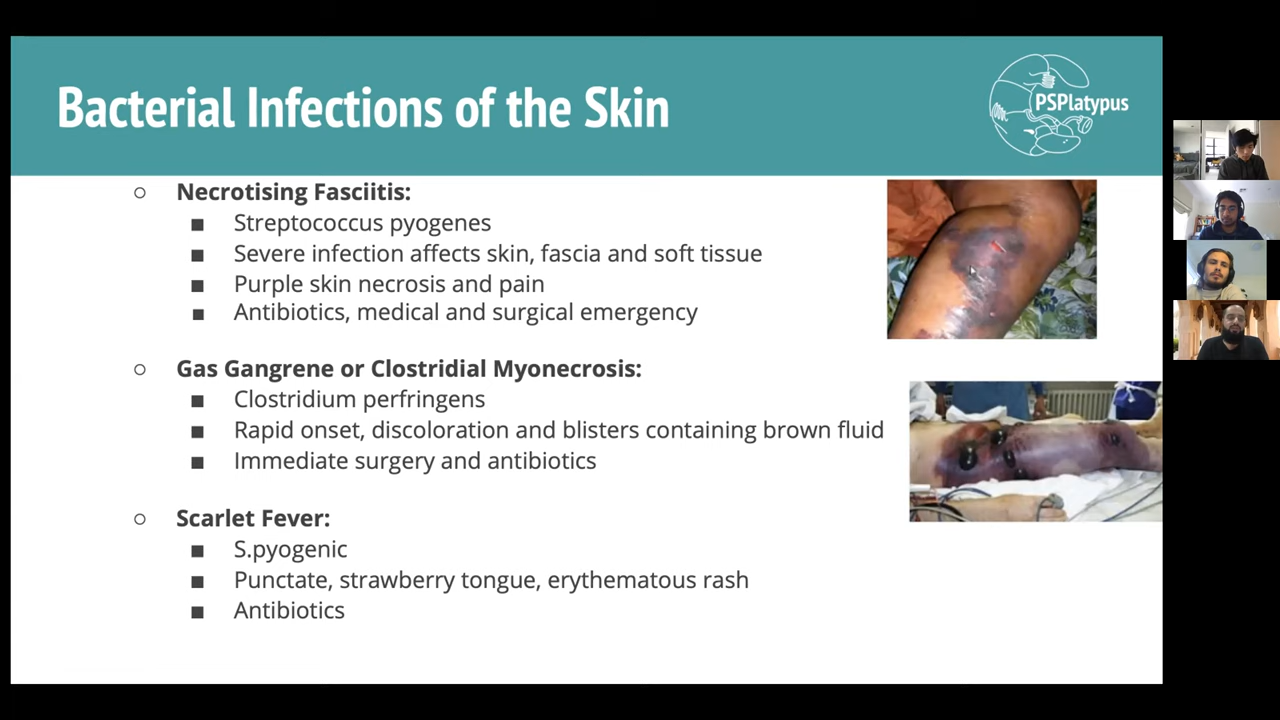 Bacterial Infections of the Skin
PSPlatypus
○ Necrotising Fasciitis:
■ Streptococcus pyogenes
■ Severe infection affects skin, fascia and soft tissue
■ Purple skin necrosis and pain
■ Antibiotics, medical and surgical emergency
○ Gas Gangrene or Clostridial Myonecrosis:
■ Clostridium perfringens
■ Rapid onset, discoloration and blisters containing brown fluid
■ Immediate surgery and antibiotics
○ Scarlet Fever:
■ S.pyogenic
■ Punctate, strawberry tongue, erythematous rash
■ Antibiotics